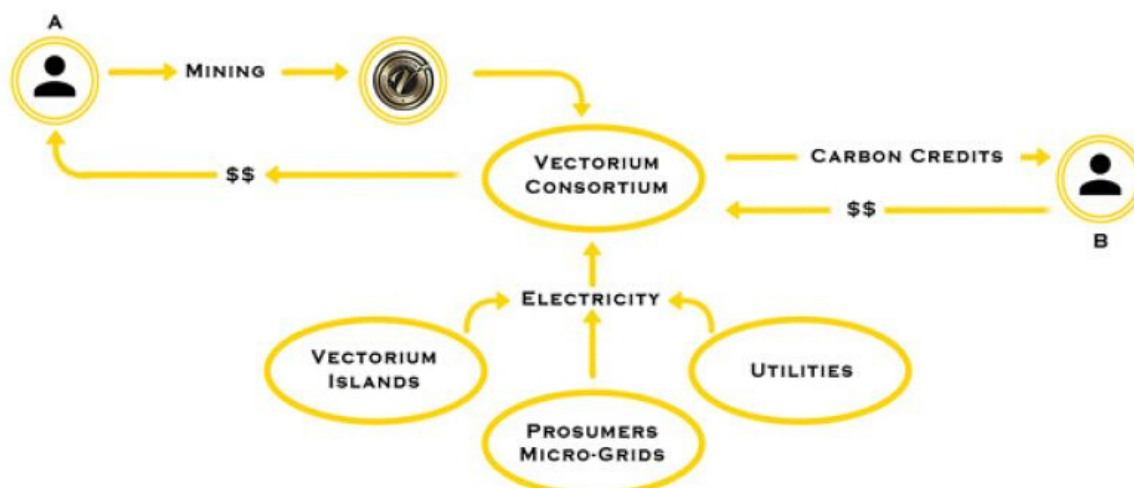 A
MINING
$$
VECTORIUM
CONSORTIUM
CARBON CREDITS
$$
B
ELECTRICITY
VECTORIUM
ISLANDS
UTILITIES
PROSUMERS
MICRO-GRIDS